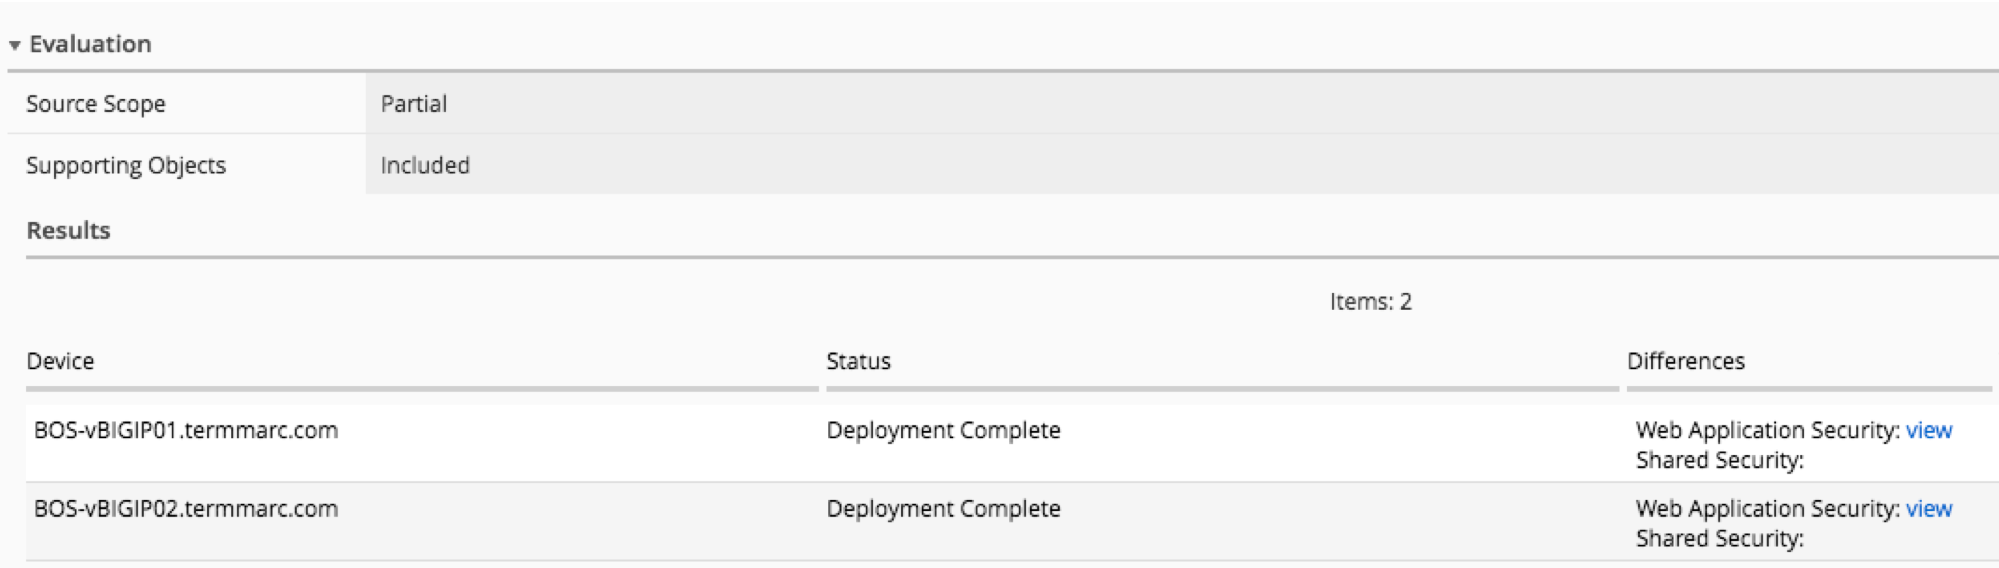 Evaluation
Source Scope Partial
Supporting Objects Included
Results
Items: 2
Device Status Differences
BOS-vBIGIP01.termmarc.com Deployment Complete Web Application Security: view
Shared Security:
BOS-vBIGIP02.termmarc.com Deployment Complete Web Application Security: view
Shared Security: